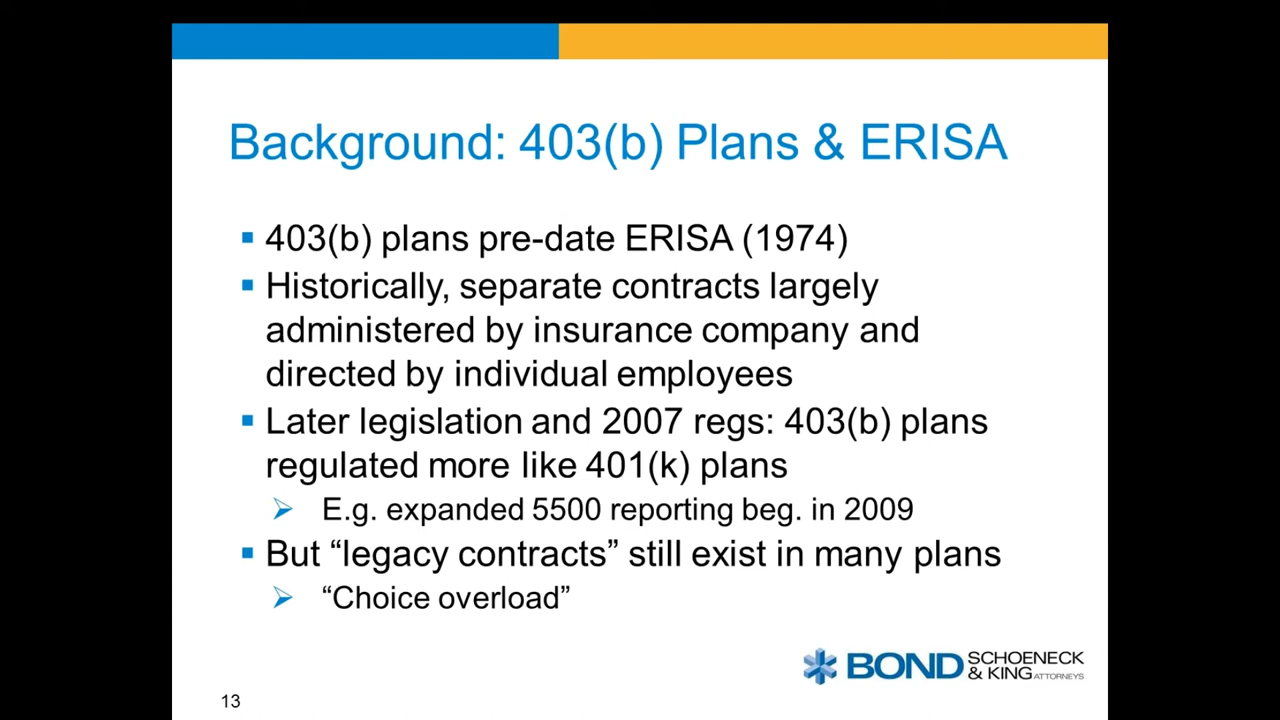 Background: 403(b) Plans & ERISA
▪ 403(b) plans pre-date ERISA (1974)
▪ Historically, separate contracts largely
administered by insurance company and
directed by individual employees
▪ Later legislation and 2007 regs: 403(b) plans
regulated more like 401(k) plans
➢ E.g. expanded 5500 reporting beg. in 2009
▪ But “legacy contracts” still exist in many plans
➢ “Choice overload”
BOND SCHOENECK
& KING ATTORNEYS
13